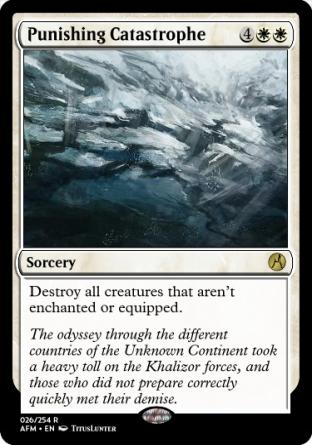 Punishing Catastrophe 4
Sorcery
Destroy all creatures that aren't
enchanted or equipped.
The odyssey through the different
countries of the Unknown Continent took
a heavy toll on the Khalizor forces, and
those who did not prepare correctly
quickly met their demise.
026/254 R
AFM • EN TITUSLUNTER